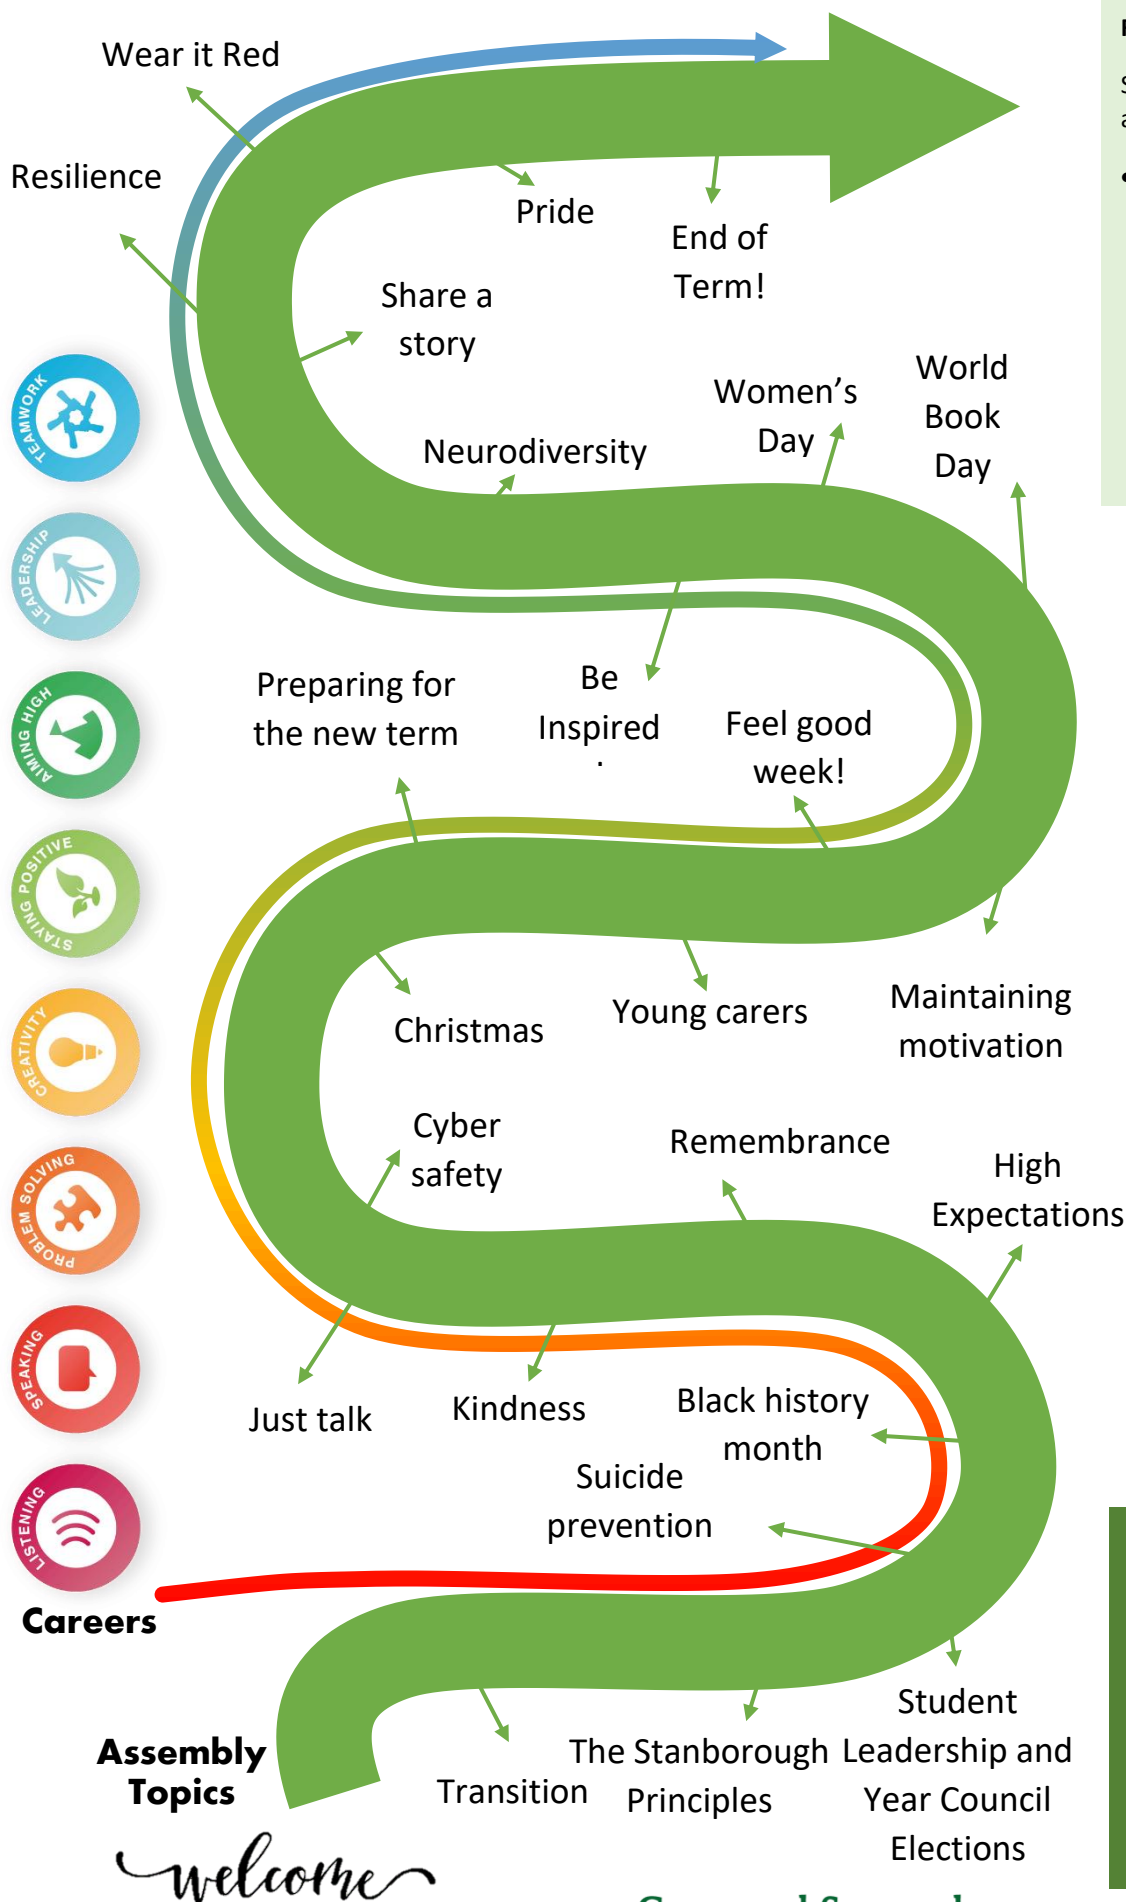 Wear it Red
Resilience
Pride
End of
Term!
Share a
story
World
Book
Day
Women's
Day
Neurodiversity
TEAMWORK
LEADERSHIP
AIMING HIGH
STAYING POSITIVE
CREATIVITY
PROBLEM SOLVING
SPEAKING
LISTENING
Careers
Preparing for
the new term
Be
Inspired
.
Feel good
week!
Christmas
Young carers
Maintaining
motivation
Cyber
safety
Remembrance
High
Expectations
Just talk
Kindness
Black history
month
Suicide
prevention
Assembly
Topics
Transition
The Stanborough
Principles
Student
Leadership and
Year Council
Elections
welcome